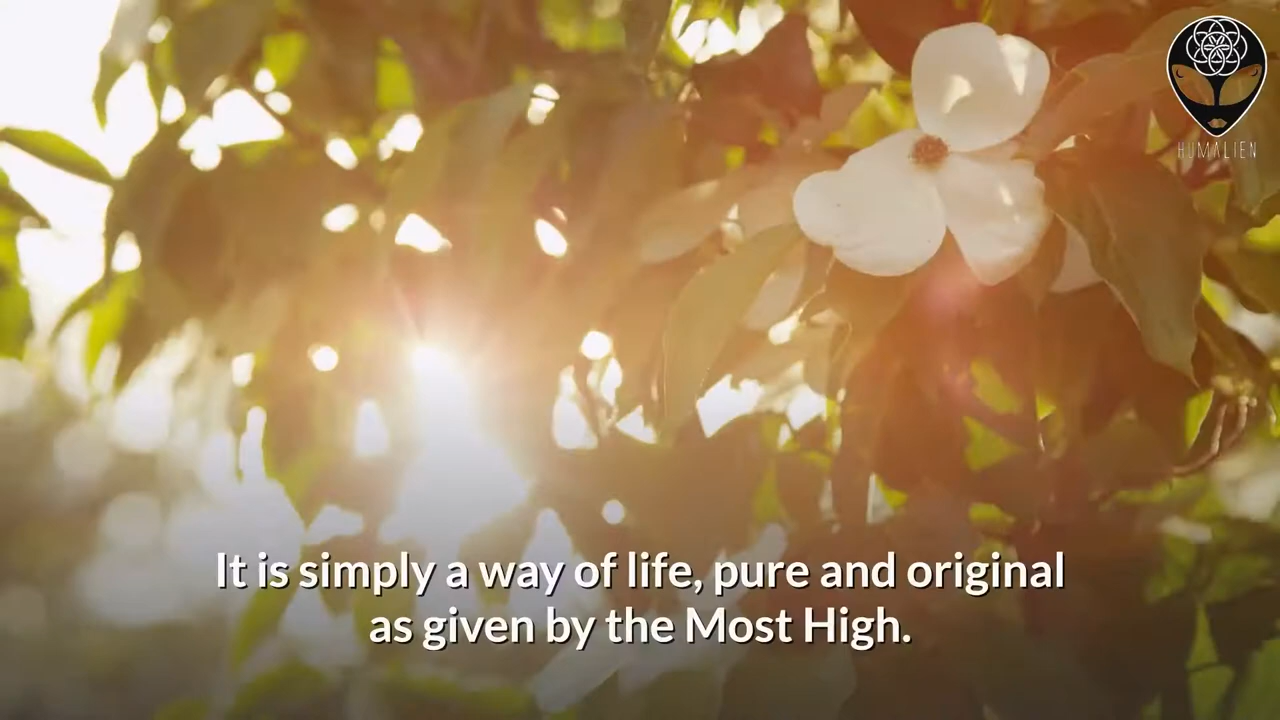 HUMALIEN
It is simply a way of life, pure and original
as given by the Most High.